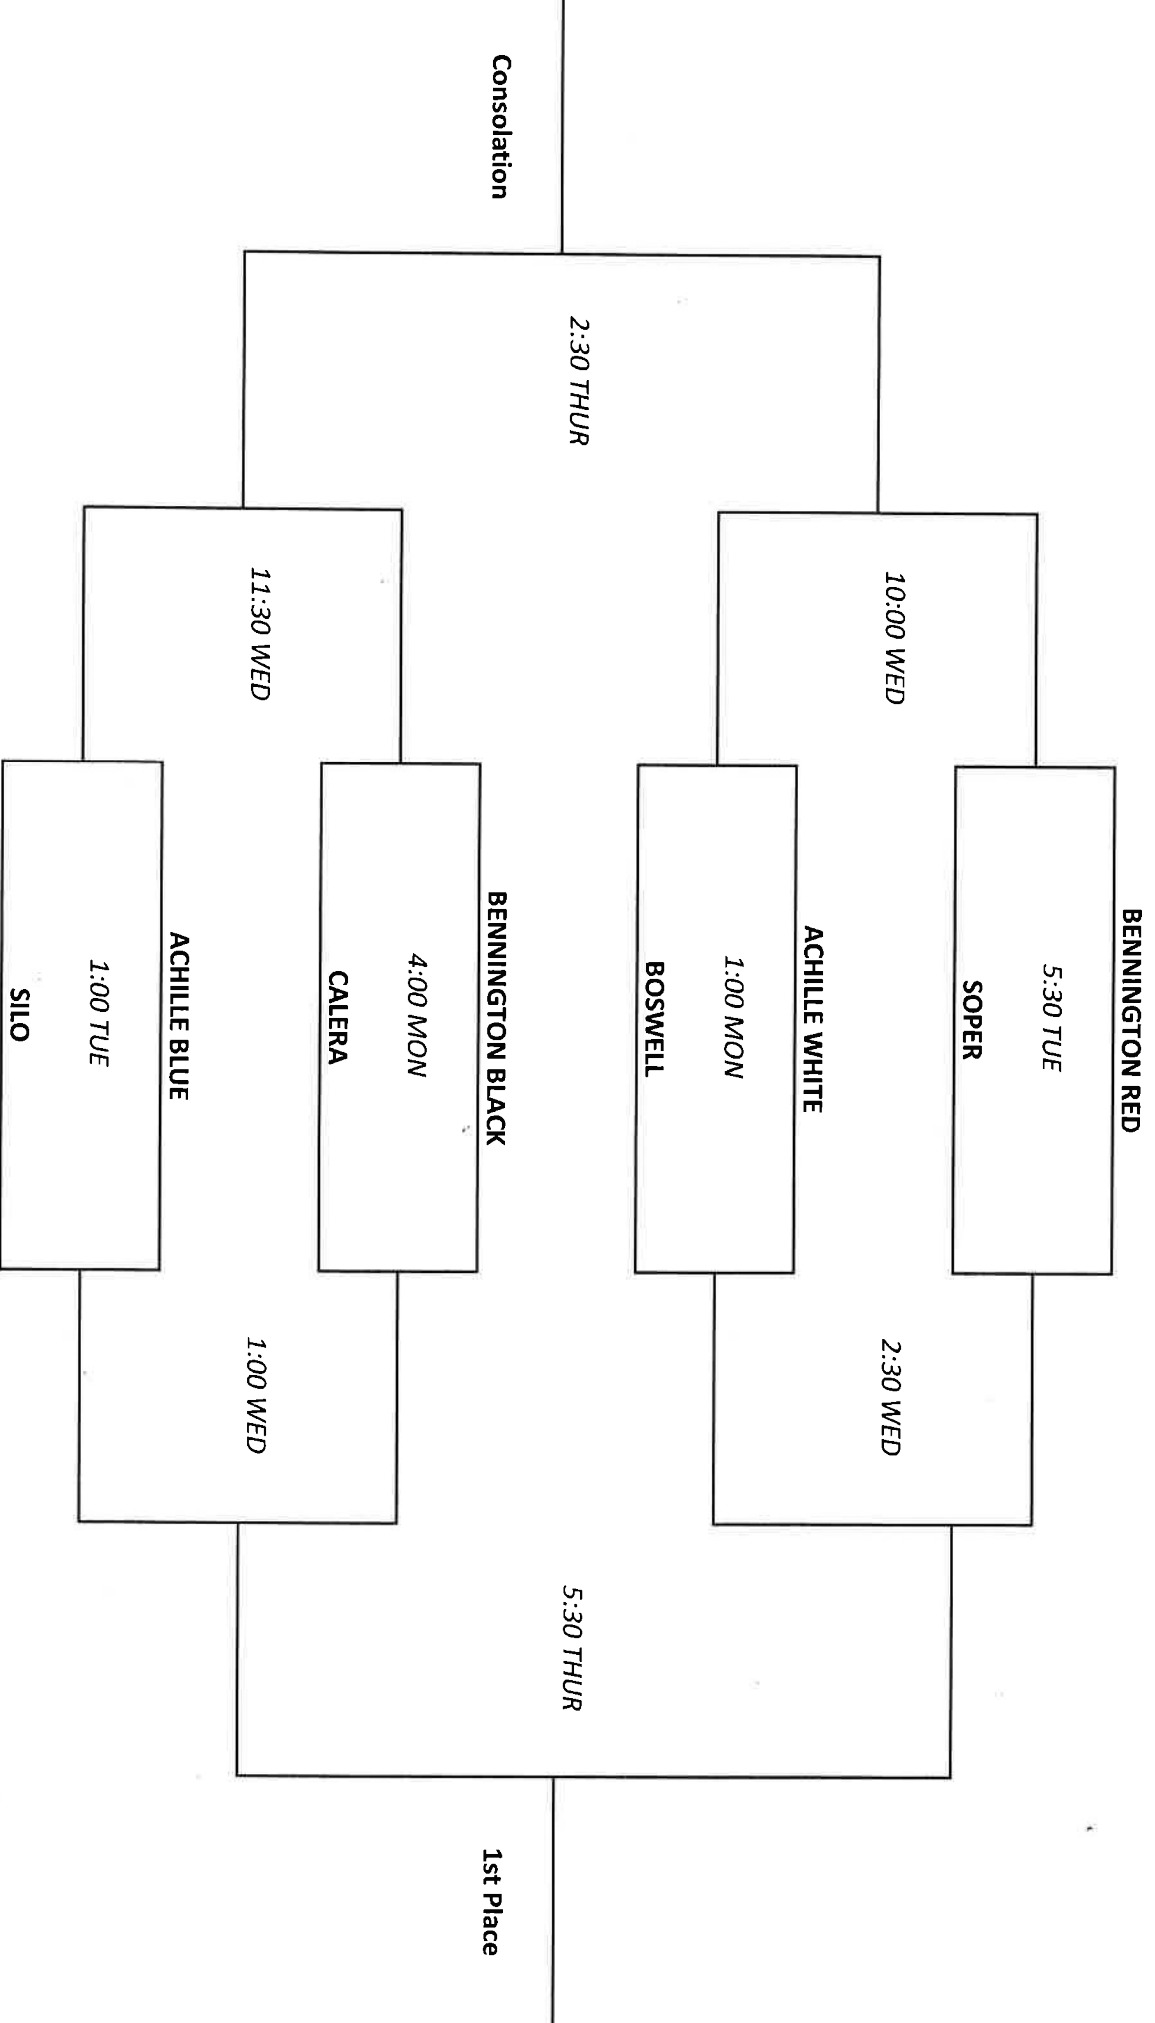 BENNINGTON RED
5:30 TUE
SOPER
10:00 WED
2:30 WED
ACHILLE WHITE
1:00 MON
BOSWELL
2:30 THUR
5:30 THUR
Consolation
1st Place
BENNINGTON BLACK
4:00 MON
CALERA
11:30 WED
1:00 WED
ACHILLE BLUE
1:00 TUE
SILO